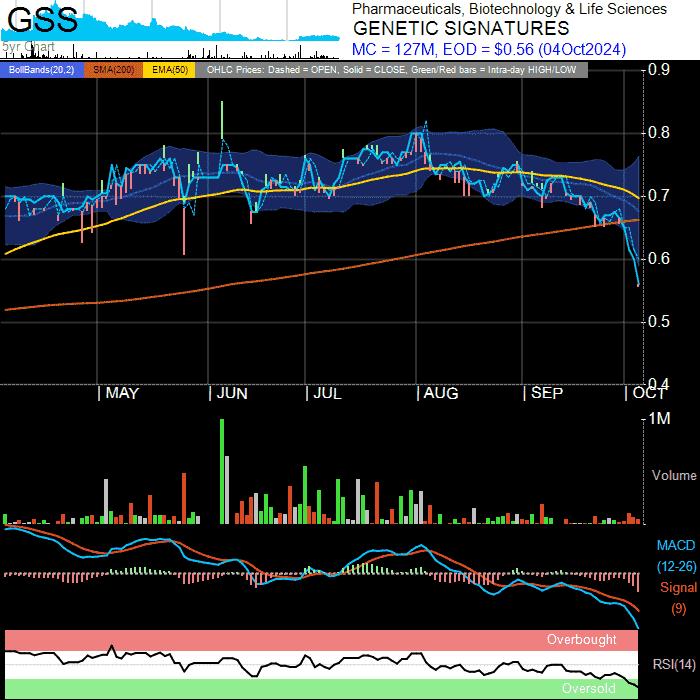 GSS
5yr Chart
Pharmaceuticals, Biotechnology & Life Sciences
GENETIC SIGNATURES
MC = 127M, EOD = $0.56 (04Oct2024)
BollBands(20,2) SMA(200) EMA(50) OHLC Prices: Dashed = OPEN, Solid = CLOSE, Green/Red bars = Intra-day HIGH/LOW
0.9
0.8
0.7
0.6
0.5
0.4
MAY JUN JUL AUG SEP OCT
1M
Volume
MACD
(12-26)
Signal
(9)
Overbought
RSI(14)
Oversold